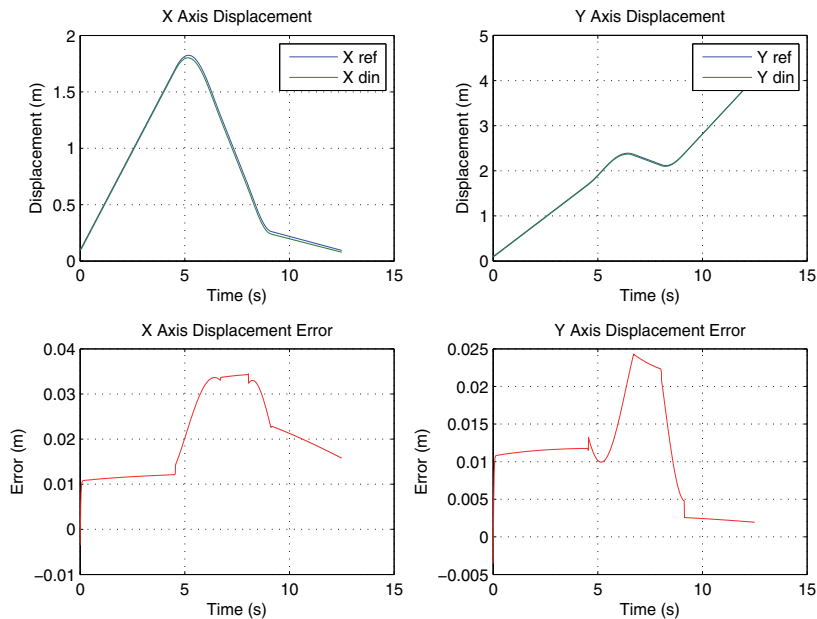 X Axis Displacement
2
1.5
1
0.5
0
0
5
10
15
Displacement (m)
Time (s)
X ref
X din
Y Axis Displacement
5
4
3
2
1
0
0
5
10
15
Displacement (m)
Time (s)
Y ref
Y din
X Axis Displacement Error
0.04
0.03
0.02
0.01
0
−0.01
0
5
10
15
Error (m)
Time (s)
Y Axis Displacement Error
0.025
0.02
0.015
0.01
0.005
0
−0.005
0
5
10
15
Error (m)
Time (s)